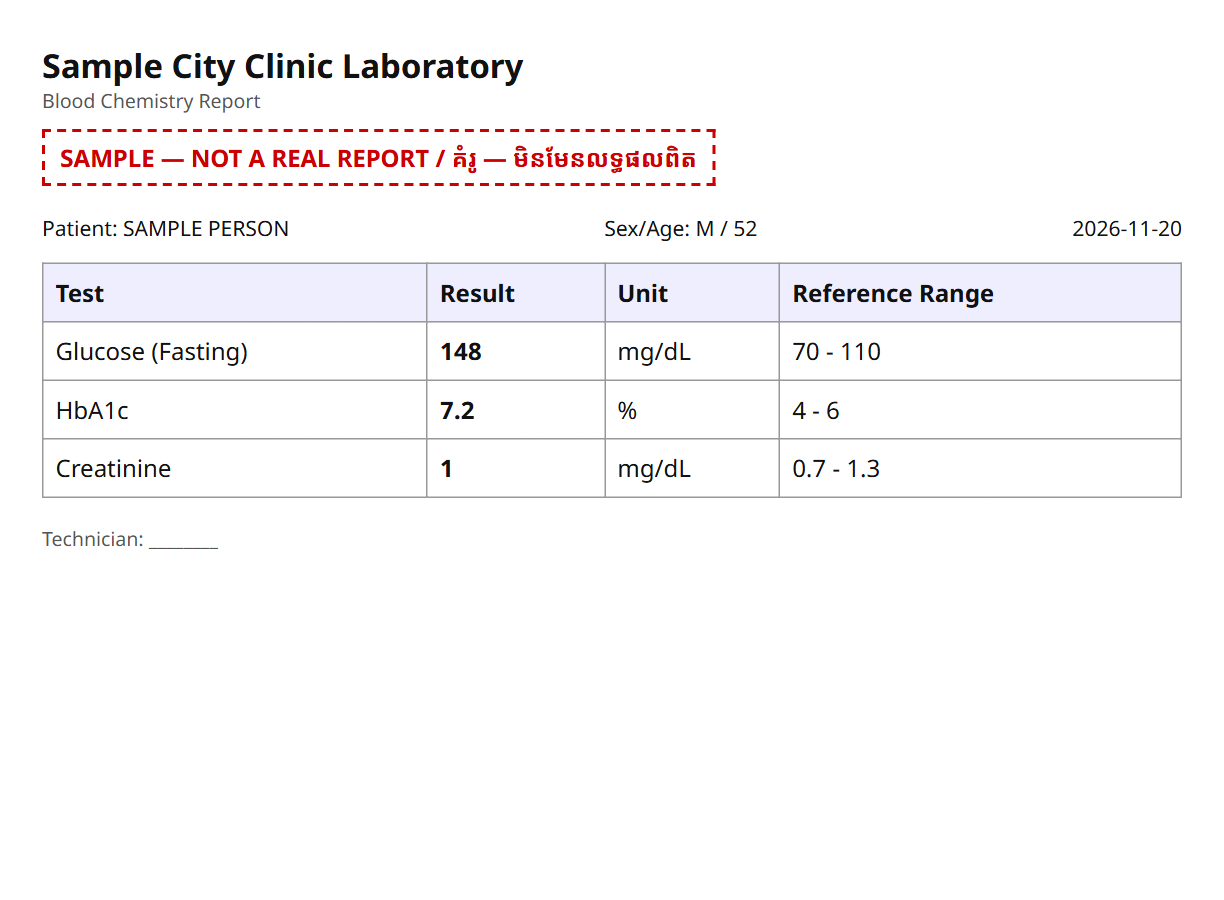 Sample City Clinic Laboratory
Blood Chemistry Report
SAMPLE — NOT A REAL REPORT / គំរូ — មិនមែនលទ្ធផលពិត
Patient: SAMPLE PERSON Sex/Age: M / 52 2026-11-20
Test Result Unit Reference Range
Glucose (Fasting) 148 mg/dL 70 - 110
HbA1c 7.2 % 4 - 6
Creatinine 1 mg/dL 0.7 - 1.3
Technician: _______